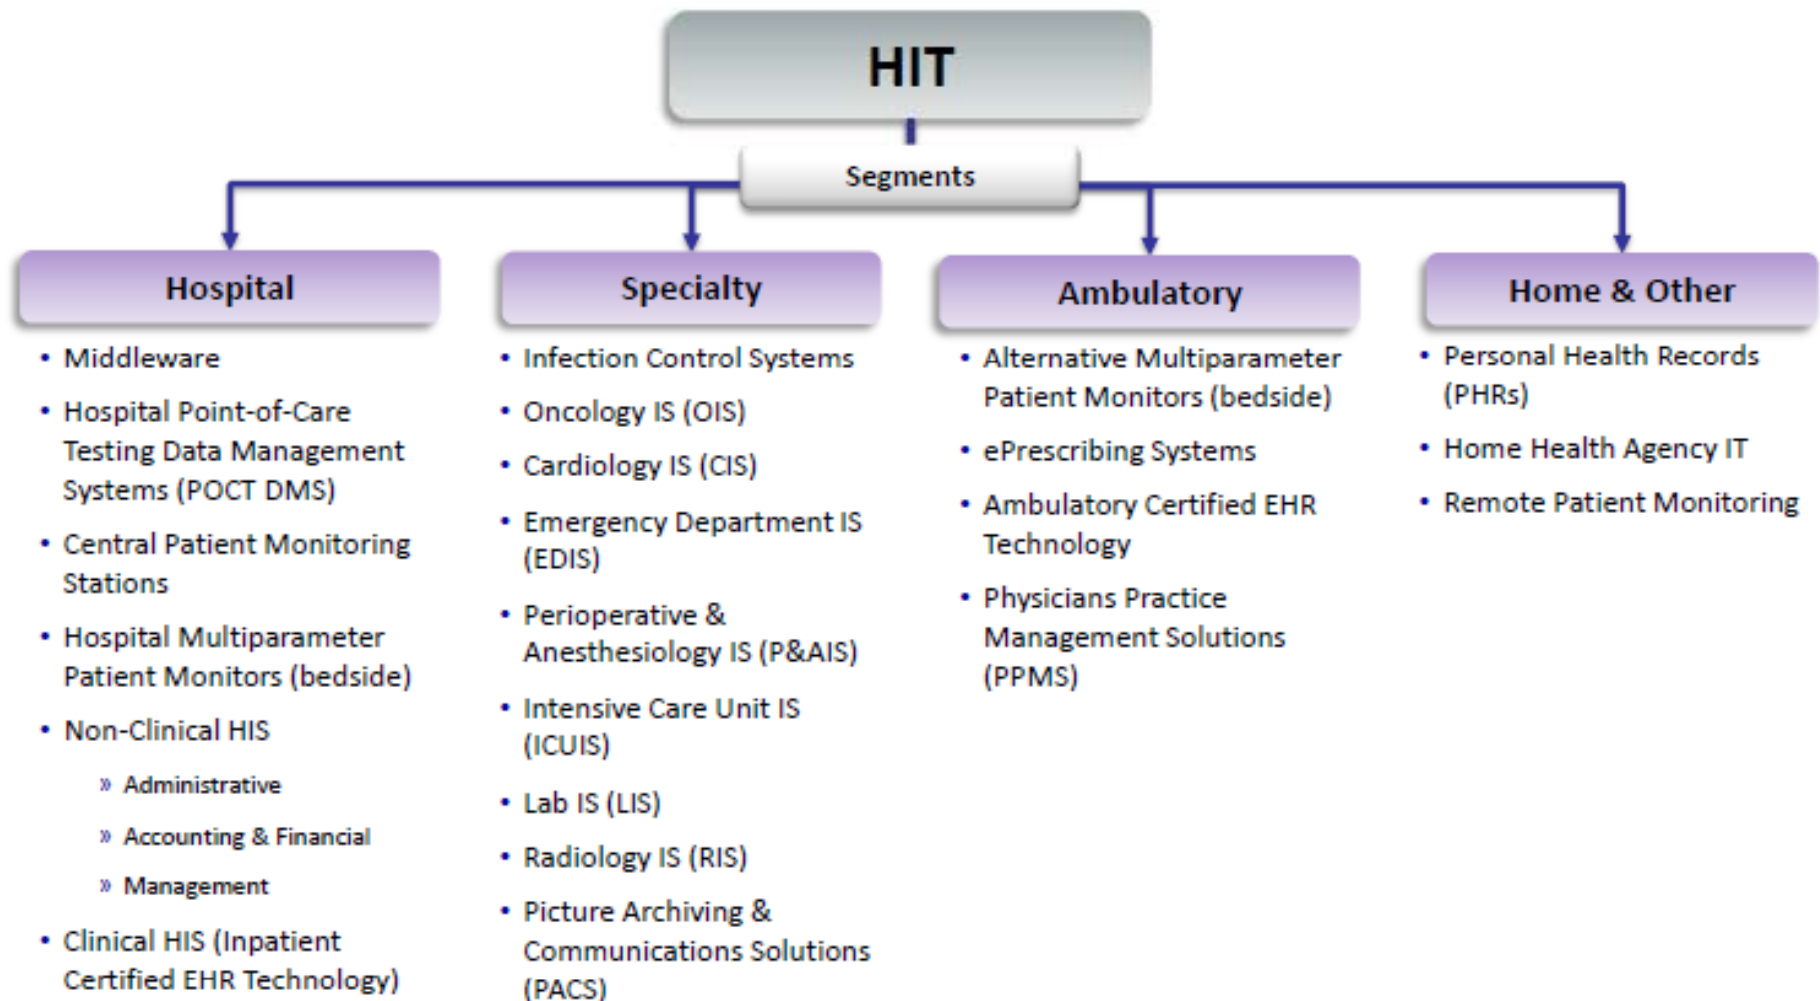 HIT
Segments
Hospital
• Middleware
• Hospital Point-of-Care
Testing Data Management
Systems (POCT DMS)
• Central Patient Monitoring
Stations
• Hospital Multiparameter
Patient Monitors (bedside)
• Non-Clinical HIS
» Administrative
» Accounting & Financial
» Management
• Clinical HIS (Inpatient
Certified EHR Technology)
Specialty
• Infection Control Systems
• Oncology IS (OIS)
• Cardiology IS (CIS)
• Emergency Department IS
(EDIS)
• Perioperative &
Anesthesiology IS (P&AIS)
• Intensive Care Unit IS
(ICUIS)
• Lab IS (LIS)
• Radiology IS (RIS)
• Picture Archiving &
Communications Solutions
(PACS)
Ambulatory
• Alternative Multiparameter
Patient Monitors (bedside)
• ePrescribing Systems
• Ambulatory Certified EHR
Technology
• Physicians Practice
Management Solutions
(PPMS)
Home & Other
• Personal Health Records
(PHRs)
• Home Health Agency IT
• Remote Patient Monitoring